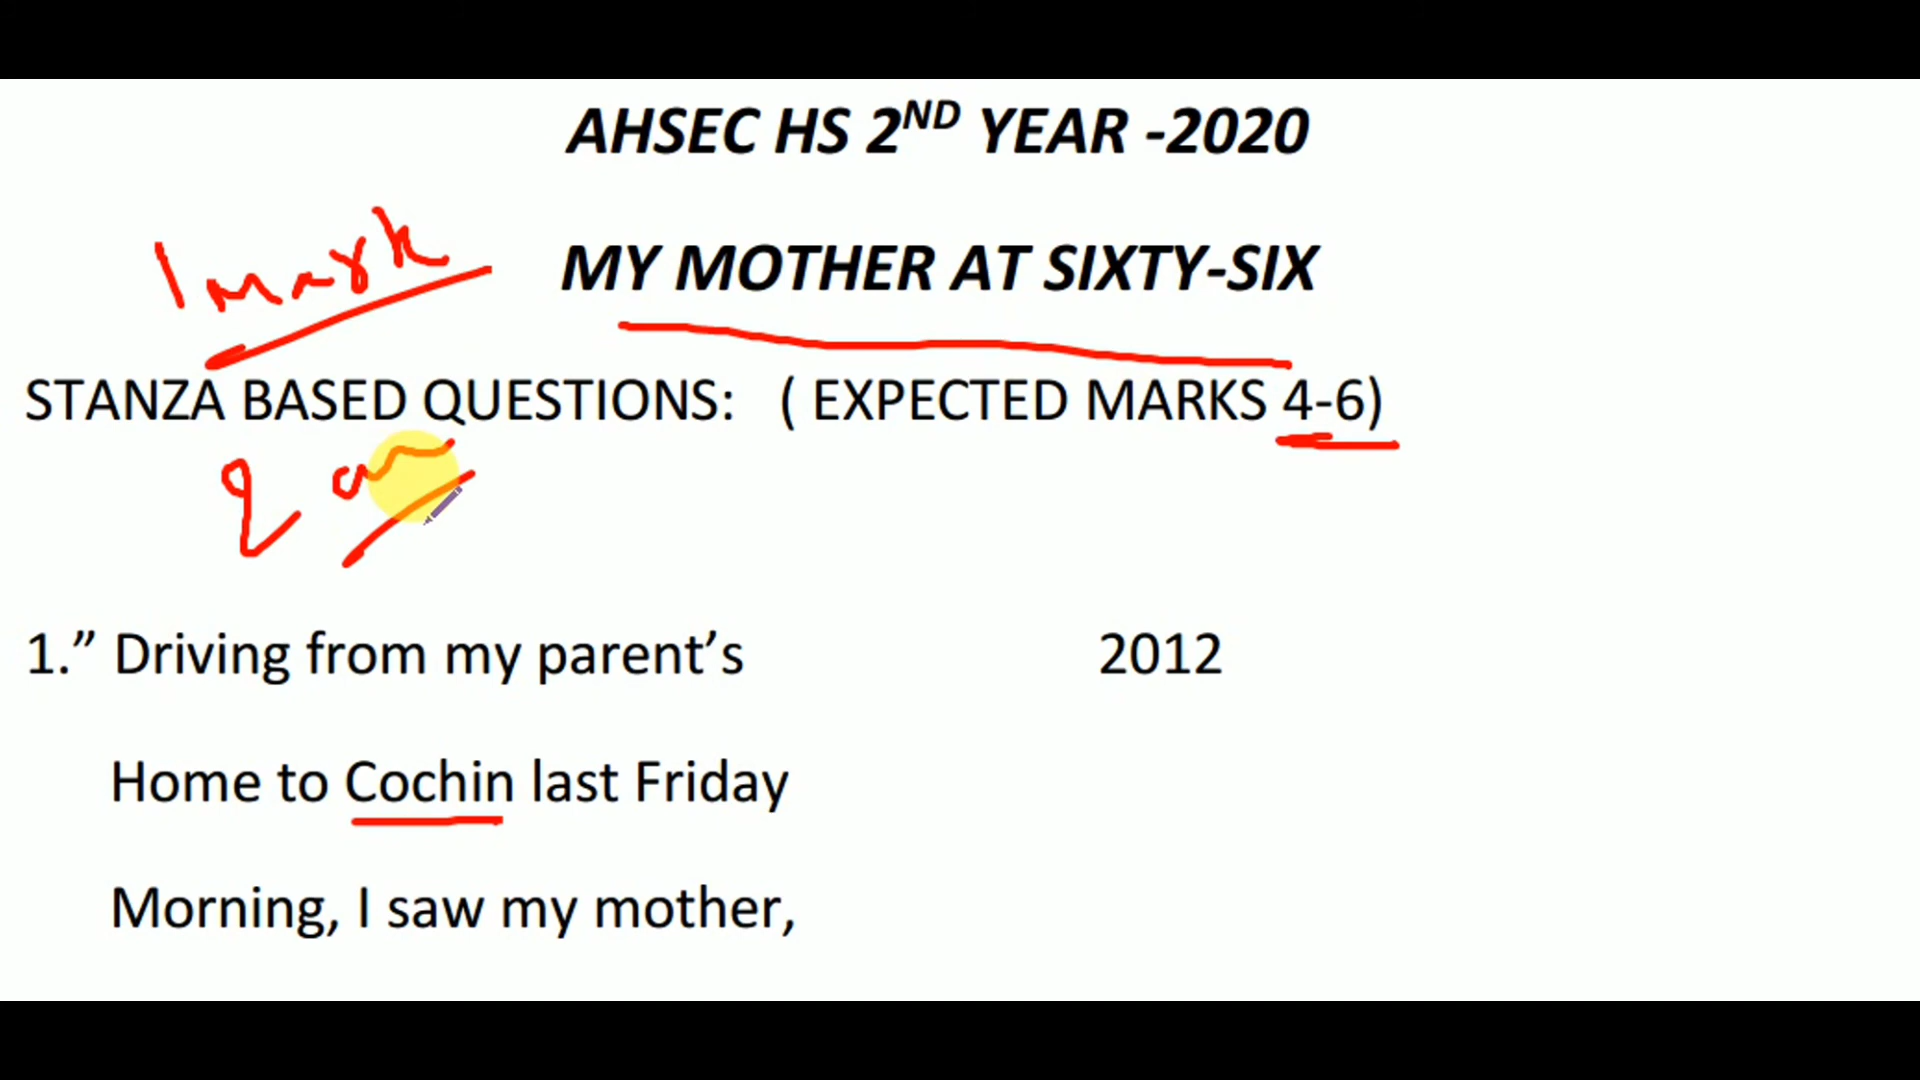 AHSEC HS 2ND YEAR -2020
1 mark
MY MOTHER AT SIXTY-SIX
STANZA BASED QUESTIONS: ( EXPECTED MARKS 4-6)
1.” Driving from my parent’s 2012
Home to Cochin last Friday
Morning, I saw my mother,